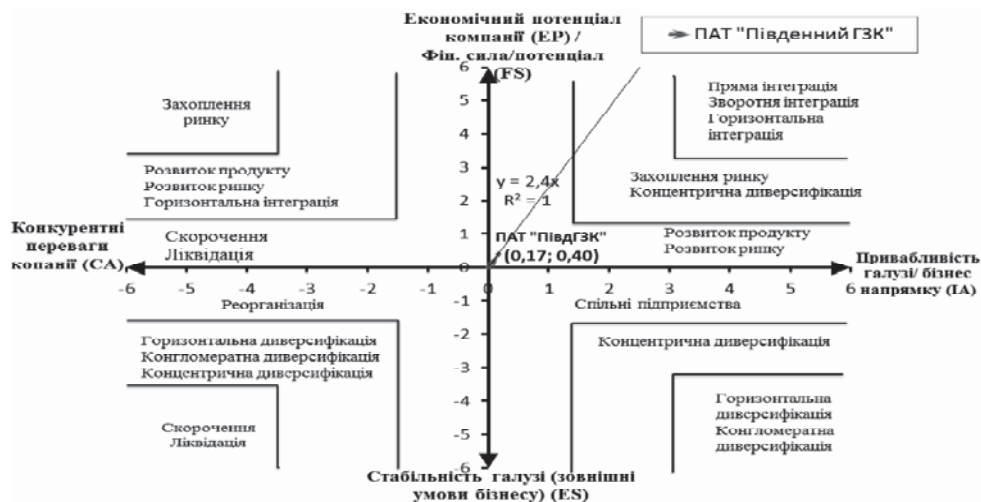 Економічний потенціал
компанії (EP) /
Фін. сила/потенціал
(FS)
ПАТ "Південний ГЗК"
6
5
4
3
2
1
0
-1
-2
-3
-4
-5
-6
Захоплення
ринку
Розвиток продукту
Розвиток ринку
Горизонтальна інтеграція
Скорочення
Ліквідація
Пряма інтеграція
Зворотня інтеграція
Горизонтальна
інтеграція
Захоплення ринку
Концентрична диверсифікація
y = 2,4x
R² = 1
Розвиток продукту
Розвиток ринку
ПАТ "ПівдГЗК"
(0,17; 0,40)
Конкурентні
переваги
копанії (CA)
Привабливість
галузі/ бізнес
напрямку (IA)
-6 -5 -4 -3 -2 -1 0 1 2 3 4 5 6
Реорганізація
Спільні підприємства
Горизонтальна диверсифікація
Конгломератна диверсифікація
Концентрична диверсифікація
Скорочення
Ліквідація
Концентрична диверсифікація
Горизонтальна
диверсифікація
Конгломератна
диверсифікація
Стабільність галузі (зовнішні
умови бізнесу) (ES)